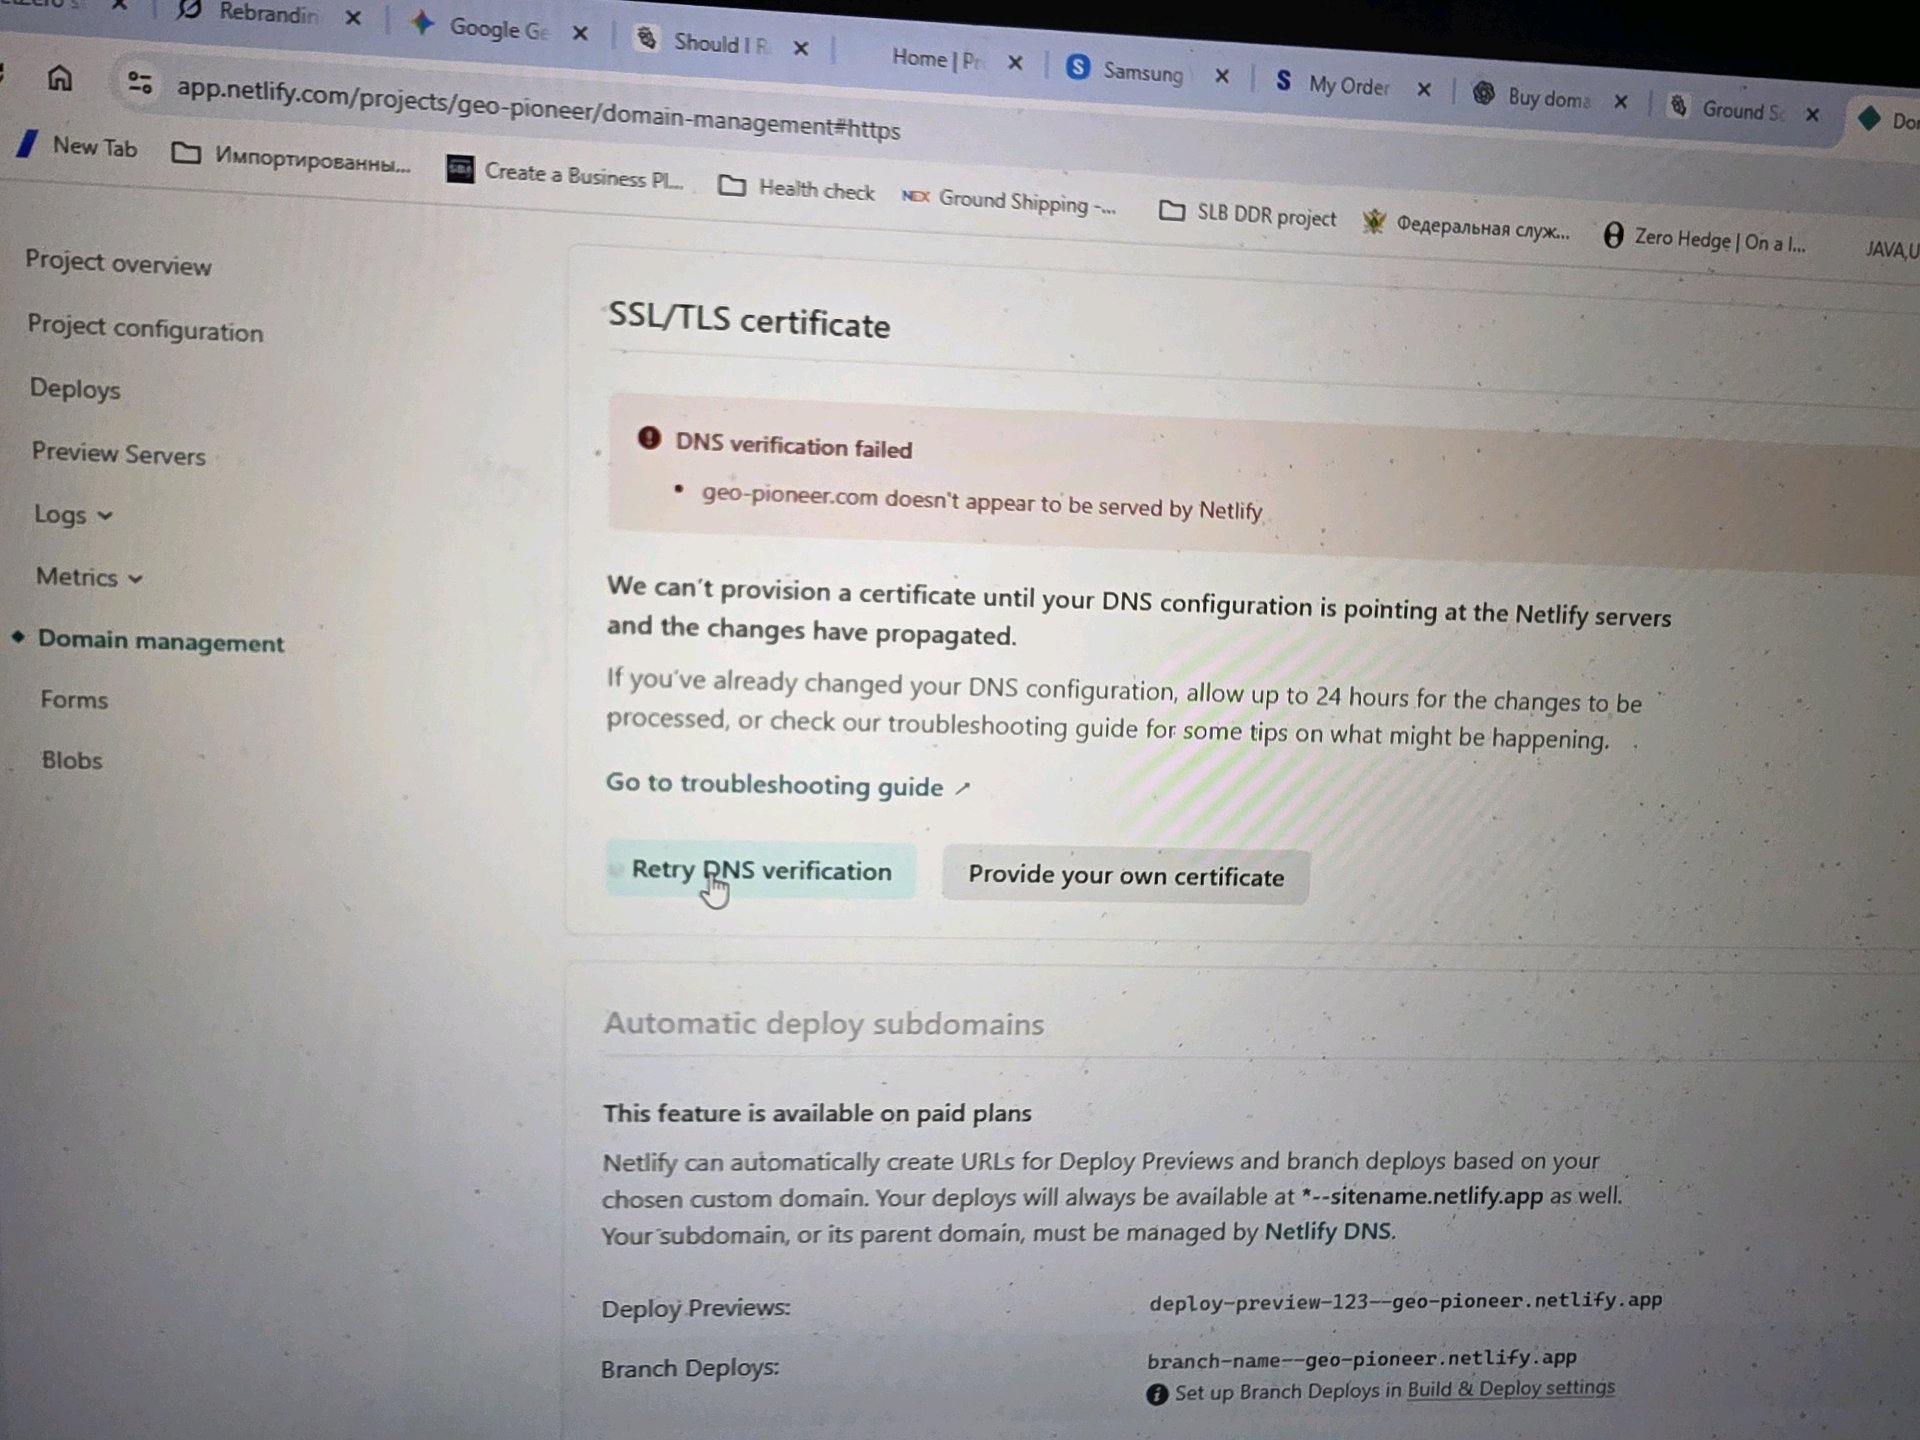 Rebrandin
Google Ge
Should I R
Home | Pr
Samsung
My Order
Buy doma
Ground Sc
Dor
app.netlify.com/projects/geo-pioneer/domain-management#https
New Tab
Импортированны...
Create a Business Pl...
Health check
NEX Ground Shipping -...
SLB DDR project
Федеральная служ...
Zero Hedge | On a l...
JAVA,U
Project overview
Project configuration
Deploys
Preview Servers
Logs
Metrics
Domain management
Forms
Blobs
SSL/TLS certificate
DNS verification failed
• geo-pioneer.com doesn't appear to be served by Netlify
We can't provision a certificate until your DNS configuration is pointing at the Netlify servers
and the changes have propagated.
If you've already changed your DNS configuration, allow up to 24 hours for the changes to be
processed, or check our troubleshooting guide for some tips on what might be happening.
Go to troubleshooting guide ↗
Retry DNS verification
Provide your own certificate
Automatic deploy subdomains
This feature is available on paid plans
Netlify can automatically create URLs for Deploy Previews and branch deploys based on your
chosen custom domain. Your deploys will always be available at *--sitename.netlify.app as well.
Your subdomain, or its parent domain, must be managed by Netlify DNS.
Deploy Previews:
deploy-preview-123--geo-pioneer.netlify.app
Branch Deploys:
branch-name--geo-pioneer.netlify.app
Set up Branch Deploys in Build & Deploy settings